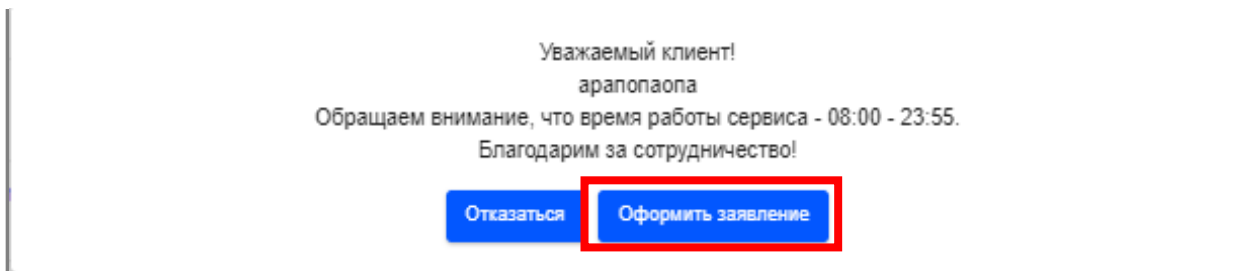 Уважаемый клиент!
арапопаопа
Обращаем внимание, что время работы сервиса - 08:00 - 23:55.
Благодарим за сотрудничество!
Отказаться
Оформить заявление